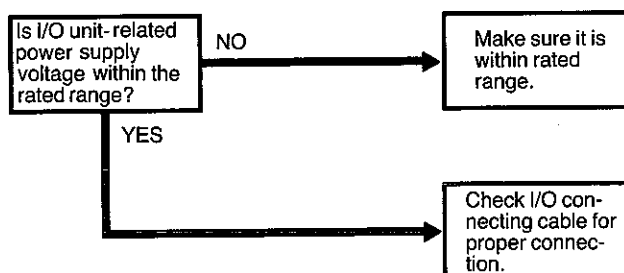 Is I/O unit-related
power supply
voltage within the
rated range?
NO
Make sure it is
within rated
range.
YES
Check I/O con-
necting cable for
proper connec-
tion.